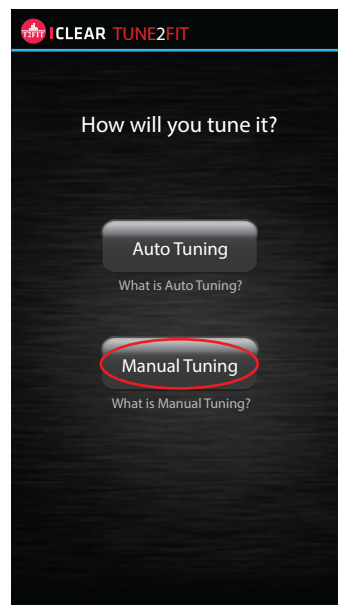 T2FIT ICLEAR TUNE2FIT
How will you tune it?
Auto Tuning
What is Auto Tuning?
Manual Tuning
What is Manual Tuning?